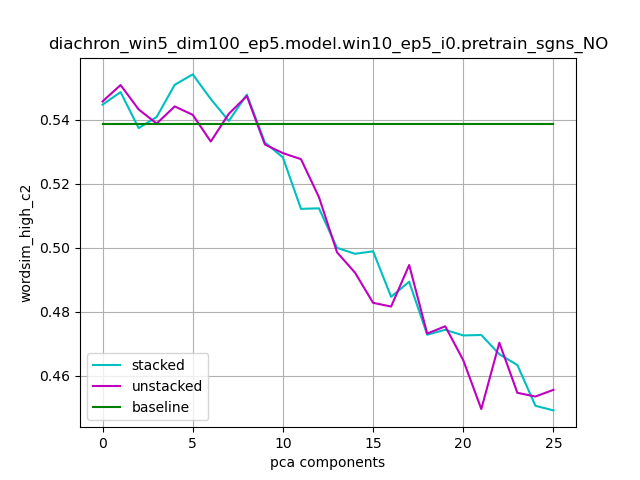 diachron_win5_dim100_ep5.model.win10_ep5_i0.pretrain_sgns_NO
wordsim_high_c2
0.54
0.52
0.50
0.48
0.46
stacked
unstacked
baseline
0 5 10 15 20 25
pca components